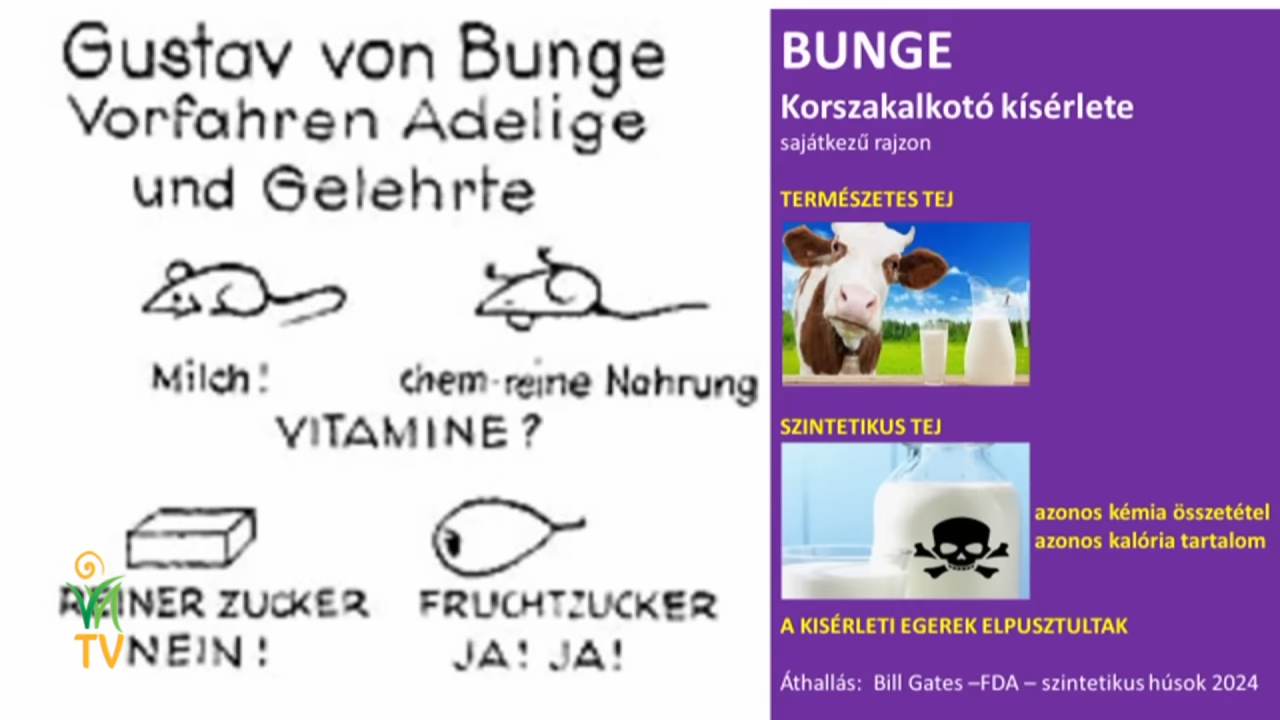 Gustav von Bunge
Vorfahren Adelige
und Gelehrte
Milch!
chem-reine Nahrung
VITAMINE?
REINER ZUCKER
NEIN!
FRUCHTZUCKER
JA! JA!
VA
TV
BUNGE
Korszakalkotó kísérlete
sajátkezű rajzon
TERMÉSZETES TEJ
SZINTETIKUS TEJ
azonos kémia összetétel
azonos kalória tartalom
A KISÉRLETI EGEREK ELPUSZTULTAK
Áthallás: Bill Gates –FDA – szintetikus húsok 2024